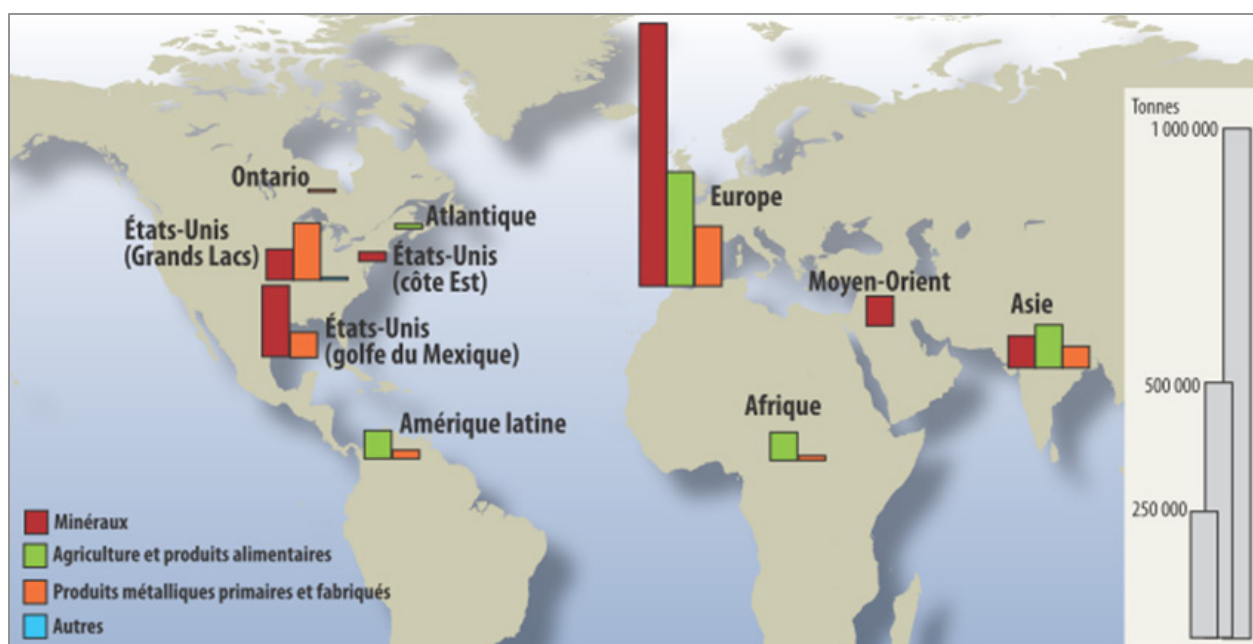 Tonnes
1 000 000
Ontario
Atlantique
Europe
États-Unis
(Grands Lacs)
États-Unis
(côte Est)
Moyen-Orient
Asie
États-Unis
(golfe du Mexique)
500 000
Amérique latine
Afrique
250 000
Minéraux
Agriculture et produits alimentaires
Produits métalliques primaires et fabriqués
Autres